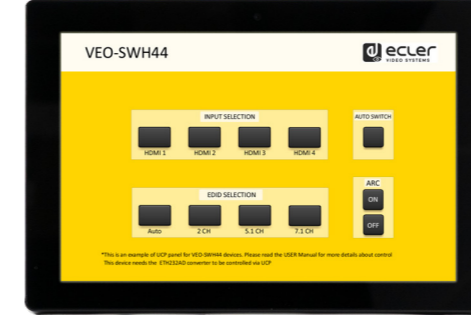 VEO-SWH44
ecler
VIDEO SYSTEMS
INPUT SELECTION
AUTO SWITCH
HDMI 1
HDMI 2
HDMI 3
HDMI 4
EDID SELECTION
ARC
ON
OFF
Auto
2 CH
5.1 CH
7.1 CH
*This is an example of UCP panel for VEO-SWH44 devices. Please read the USER Manual for more details about control
This device needs the ETH232AD converter to be controlled via UCP